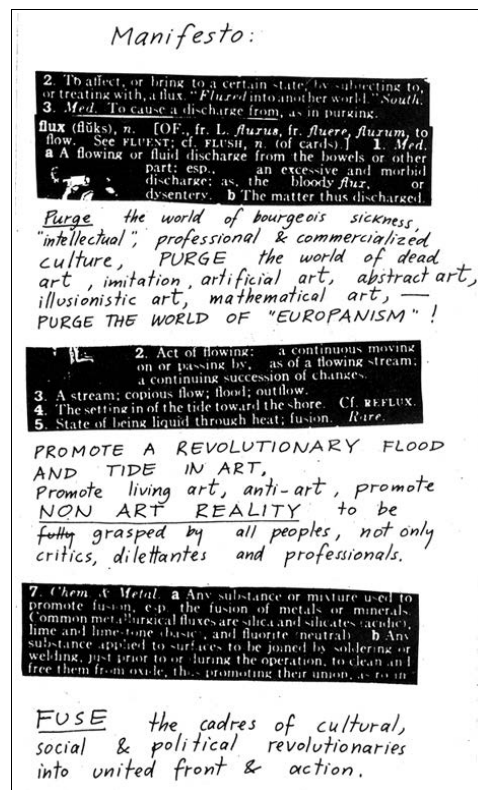 Manifesto:
2. To affect, or bring to a certain state, by subjecting to,
or treating with, a flux. "Fluxed into another world." South.
3. Med. To cause a discharge from, as in purging.
flux (flŭks), n. [OF., fr. L. fluxus, fr. fluere, fluxum, to
flow. See FLUENT; cf. FLUSH, n. (of cards).] 1. Med.
a A flowing or fluid discharge from the bowels or other
part: esp., an excessive and morbid
discharge: as, the bloody flux, or
dysentery. b The matter thus discharged.
Purge the world of bourgeois sickness,
"intellectual", professional & commercialized
culture, PURGE the world of dead
art, imitation, artificial art, abstract art,
illusionistic art, mathematical art, —
PURGE THE WORLD OF "EUROPANISM"!
2. Act of flowing: a continuous moving
on or passing by, as of a flowing stream;
a continuing succession of changes.
3. A stream; copious flow; flood; outflow.
4. The setting in of the tide toward the shore. Cf. REFLUX.
5. State of being liquid through heat; fusion. Rare.
PROMOTE A REVOLUTIONARY FLOOD
AND TIDE IN ART,
Promote living art, anti-art, promote
NON ART REALITY to be
fully grasped by all peoples, not only
critics, dilettantes and professionals.
7. Chem. & Metal. a Any substance or mixture used to
promote fusion, esp. the fusion of metals or minerals.
Common metallurgical fluxes are silica and silicates (acidic),
lime and limestone (basic), and fluorite (neutral). b Any
substance applied to surfaces to be joined by soldering or
welding, just prior to or during the operation, to clean and
free them from oxide, thus promoting their union, as rosin
FUSE the cadres of cultural,
social & political revolutionaries
into united front & action.